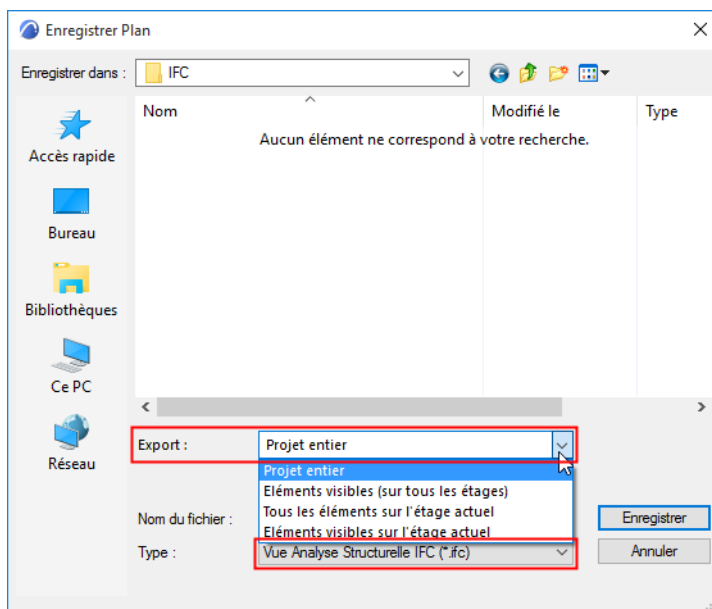 Enregistrer Plan
Enregistrer dans :
IFC
Nom
Modifié le
Type
Aucun élément ne correspond à votre recherche.
Accès rapide
Bureau
Bibliothèques
Ce PC
Réseau
Export :
Projet entier
Projet entier
Eléments visibles (sur tous les étages)
Tous les éléments sur l'étage actuel
Eléments visibles sur l'étage actuel
Nom du fichier :
Enregistrer
Type :
Vue Analyse Structurelle IFC (*.ifc)
Annuler